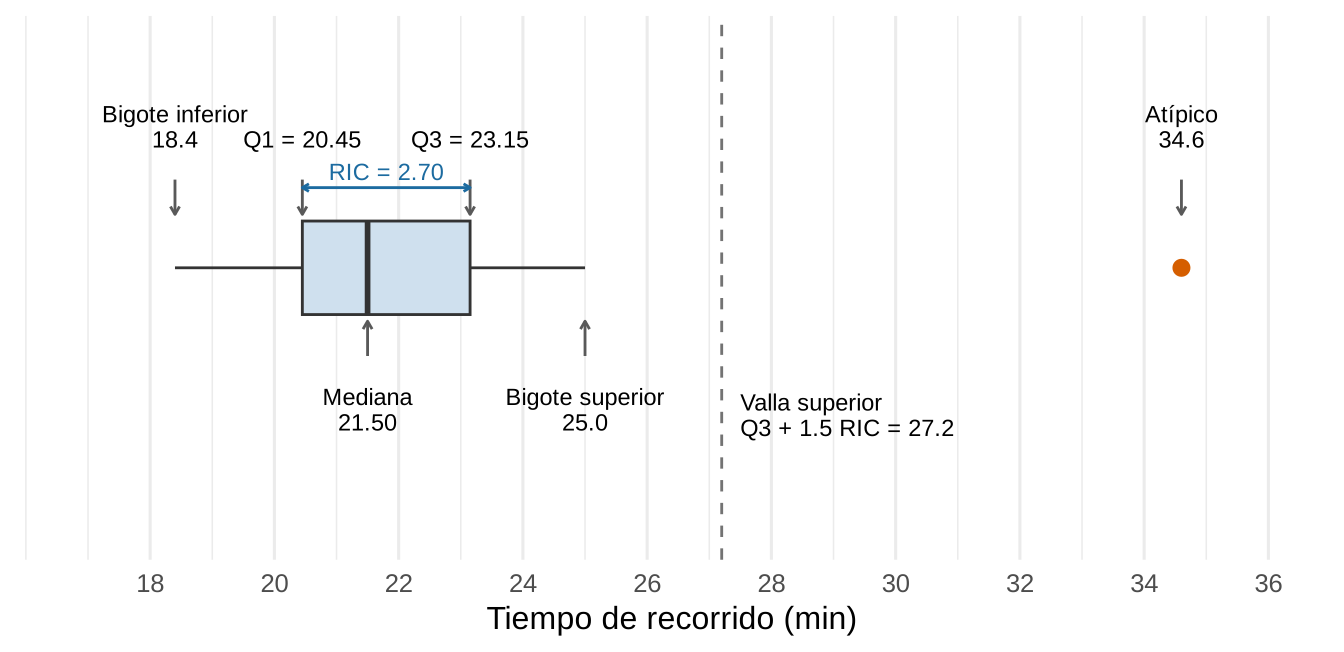 Bigote inferior
18.4
Q1 = 20.45
Q3 = 23.15
RIC = 2.70
Atípico
34.6
Mediana
21.50
Bigote superior
25.0
Valla superior
Q3 + 1.5 RIC = 27.2
18 20 22 24 26 28 30 32 34 36
Tiempo de recorrido (min)